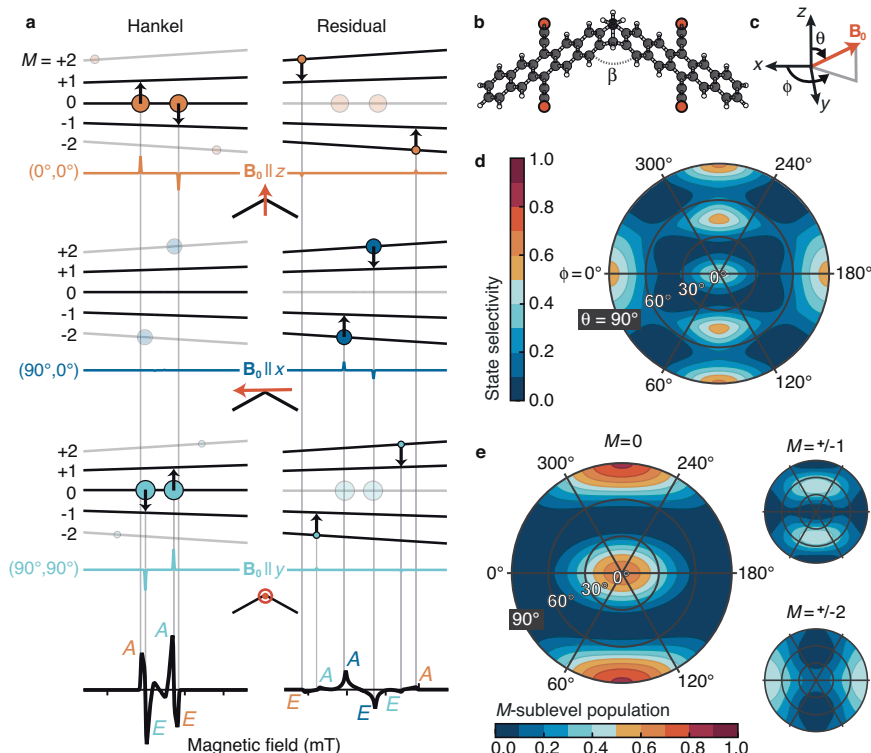 a
Hankel
Residual
M = +2
+1
0
-1
-2
(0°,0°)
B₀ ∥ z
+2
+1
0
-1
-2
(90°,0°)
B₀ ∥ x
+2
+1
0
-1
-2
(90°,90°)
B₀ ∥ y
A
E
A
E
E
A
A
E
E
A
Magnetic field (mT)
b
β
c
z
θ
B₀
x
ϕ
y
d
State selectivity
1.0
0.8
0.6
0.4
0.2
0.0
300°
240°
ϕ = 0°
60°
30°
0°
180°
θ = 90°
60°
120°
e
M = 0
300°
240°
0°
60°
30°
0°
180°
90°
60°
120°
M = +/-1
M = +/-2
M-sublevel population
0.0 0.2 0.4 0.6 0.8 1.0